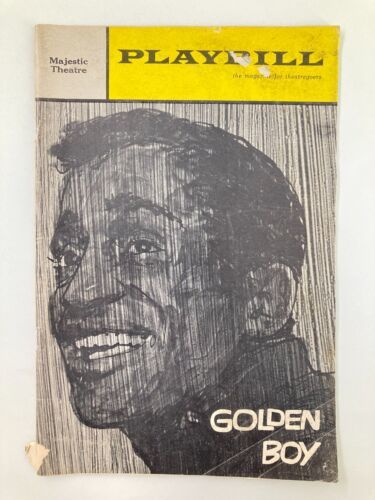 Majestic
Theatre
PLAYBILL
the magazine for theatregoers
GOLDEN
BOY